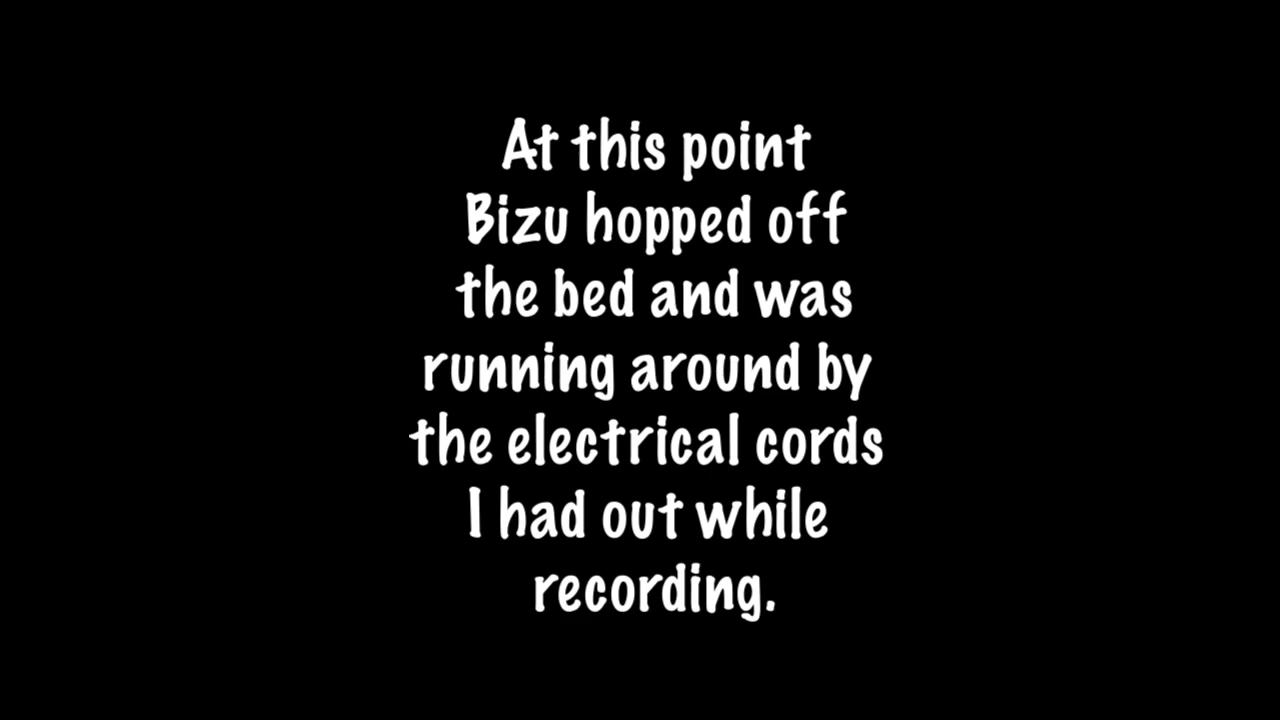 At this point
Bizu hopped off
the bed and was
running around by
the electrical cords
I had out while
recording.